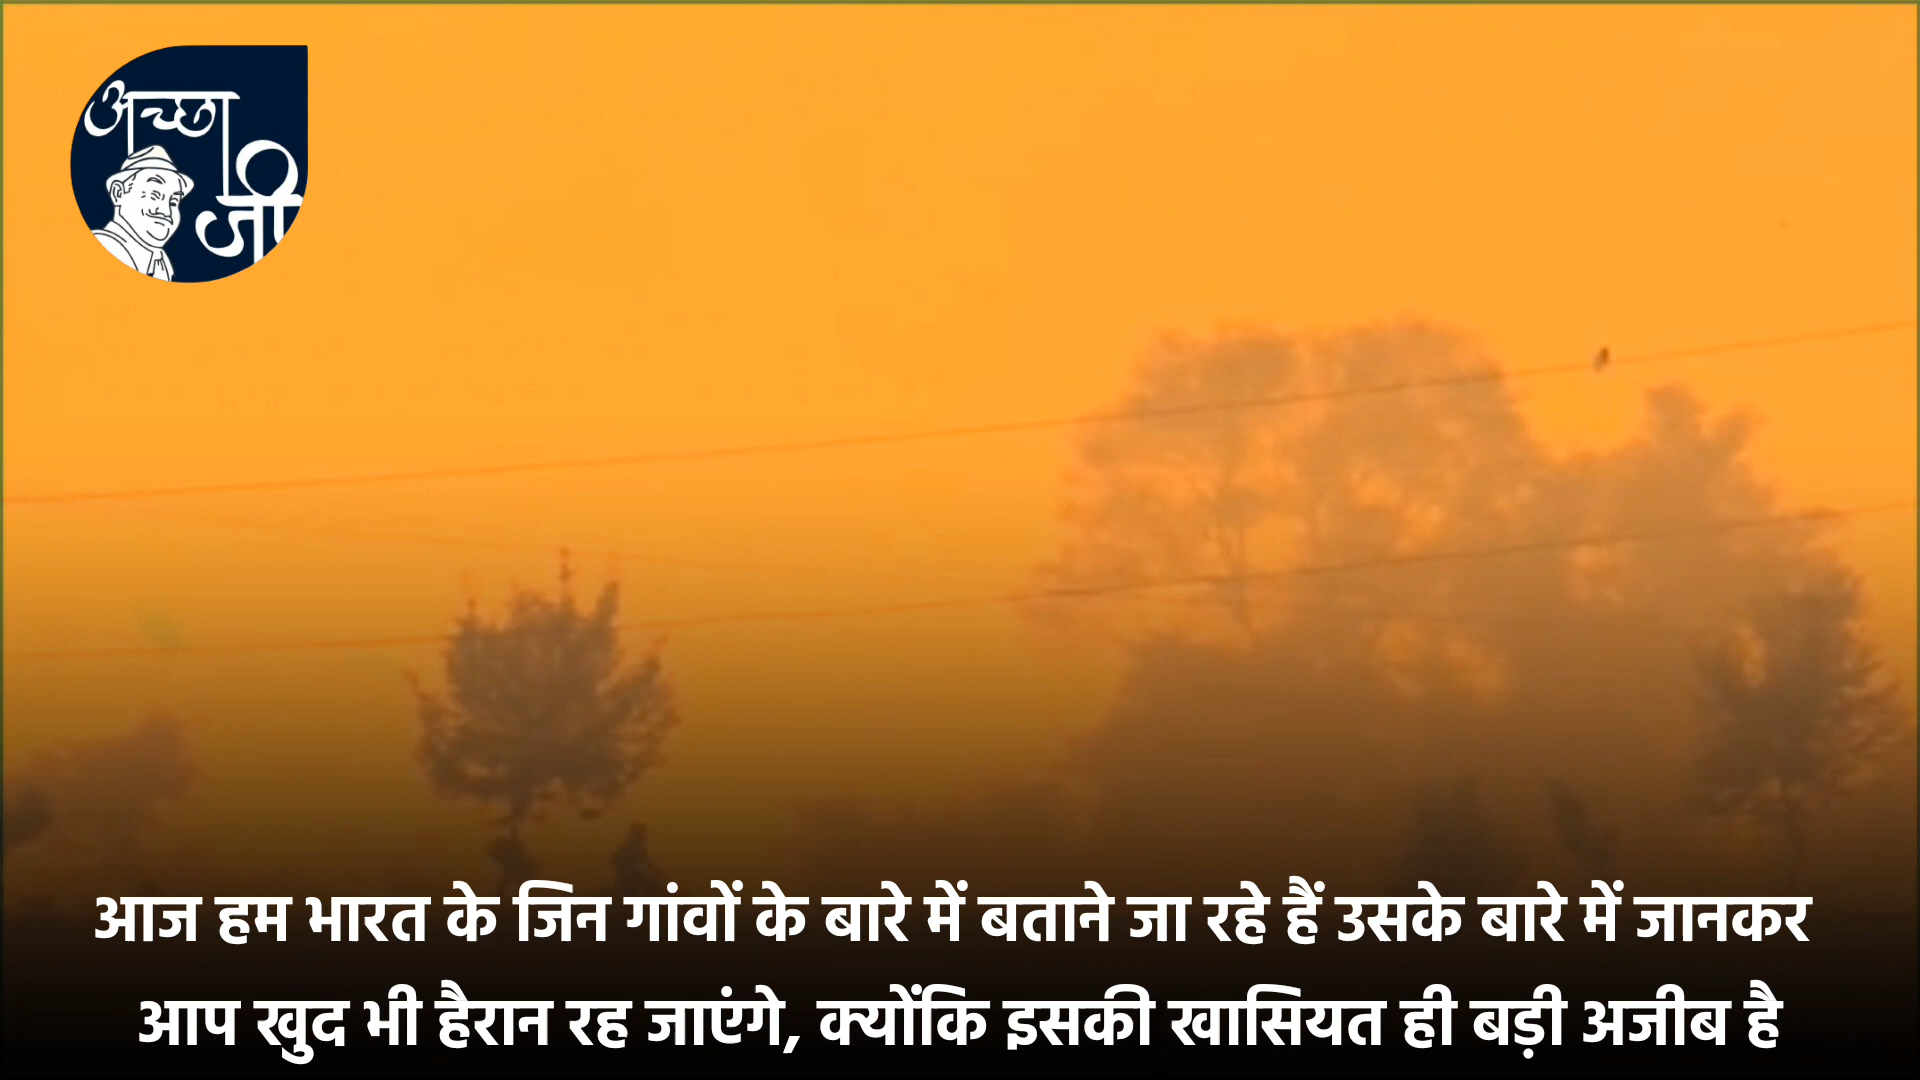 अच्छा
जी
आज हम भारत के जिन गांवों के बारे में बताने जा रहे हैं उसके बारे में जानकर
आप खुद भी हैरान रह जाएंगे, क्योंकि इसकी खासियत ही बड़ी अजीब है